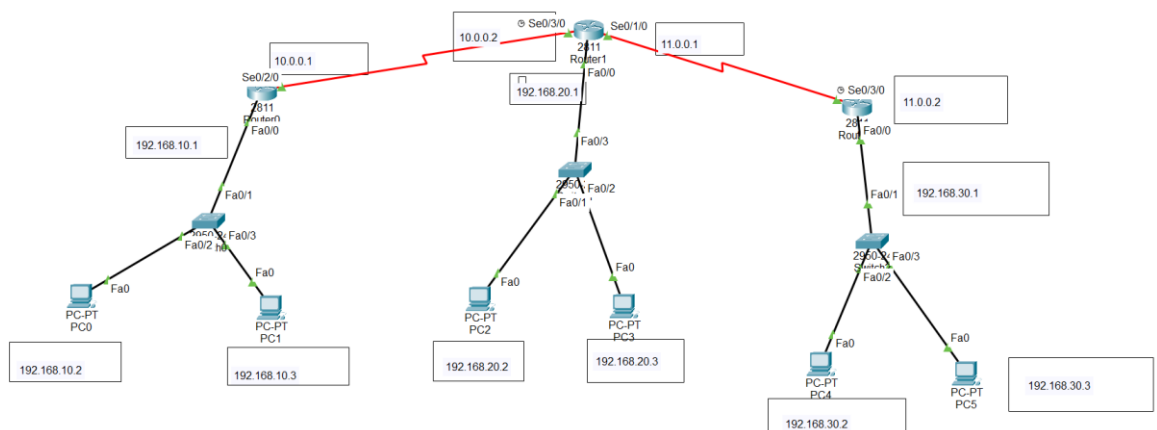 Se0/3/0
Se0/1/0
10.0.0.2
2811
Router1
11.0.0.1
10.0.0.1
Fa0/0
Se0/2/0
192.168.20.1
Se0/3/0
11.0.0.2
2811
Fa0/0
Fa0/0
192.168.10.1
Fa0/3
Fa0/1
Fa0/1
192.168.30.1
Fa0/2
Fa0/1
Fa0/3
Fa0/2
Fa0/3
Fa0/2
Fa0
Fa0
Fa0
Fa0
PC-PT
PC0
PC-PT
PC1
PC-PT
PC2
PC-PT
PC3
Fa0
Fa0
192.168.10.2
192.168.10.3
192.168.20.2
192.168.20.3
PC-PT
PC4
PC-PT
PC5
192.168.30.3
192.168.30.2